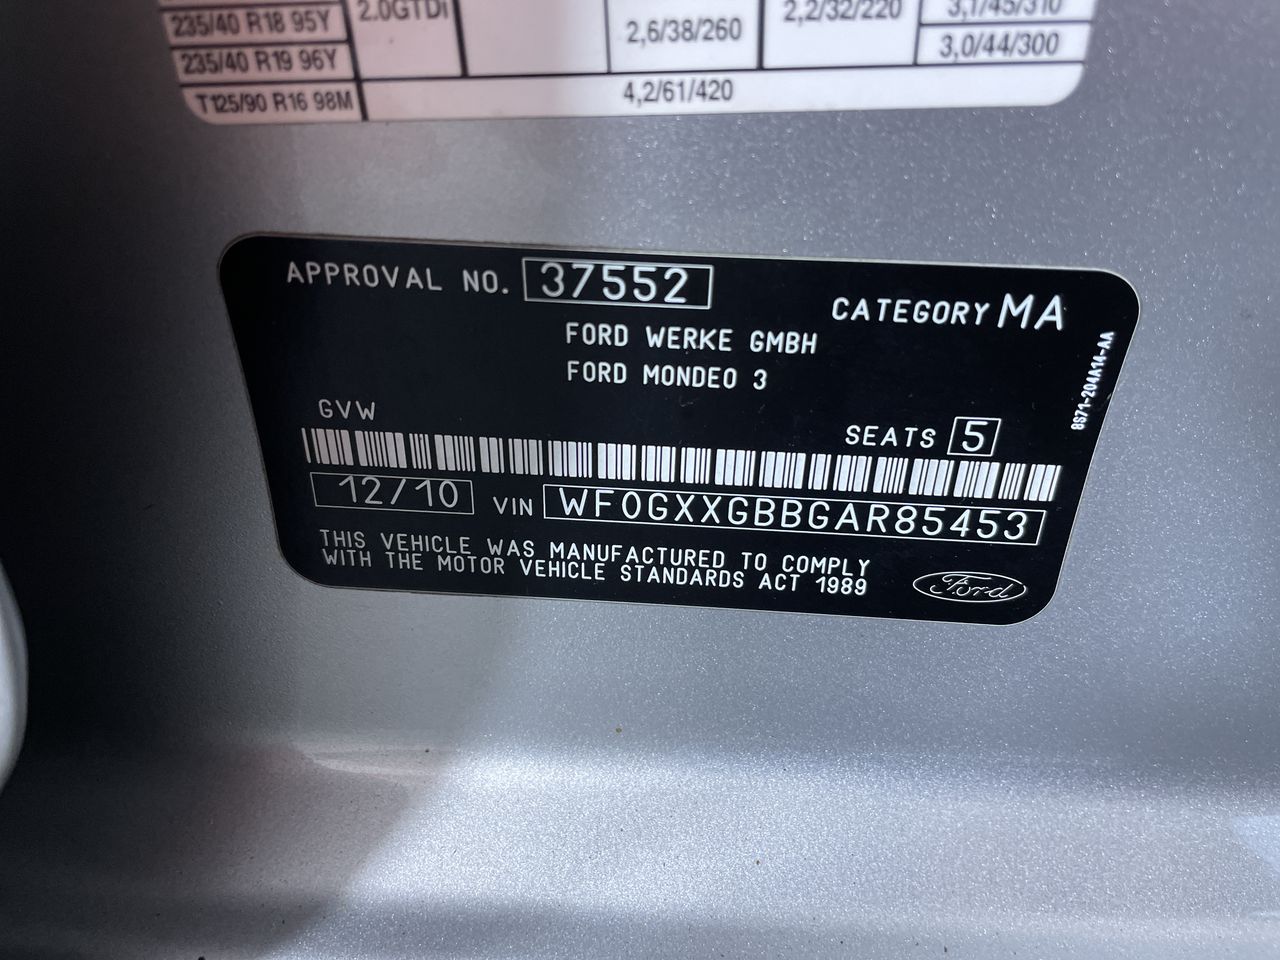 235/40 R18 95Y 2.0GTDi 2,6/38/260 2,2/32/220 3,1/45/310
235/40 R19 96Y 3,0/44/300
T125/90 R16 98M 4,2/61/420
APPROVAL NO. 37552
CATEGORY MA
FORD WERKE GMBH
FORD MONDEO 3
8S71-204A14-AA
GVW
SEATS 5
12/10 VIN WF0GXXGBBGAR85453
THIS VEHICLE WAS MANUFACTURED TO COMPLY
WITH THE MOTOR VEHICLE STANDARDS ACT 1989
Ford